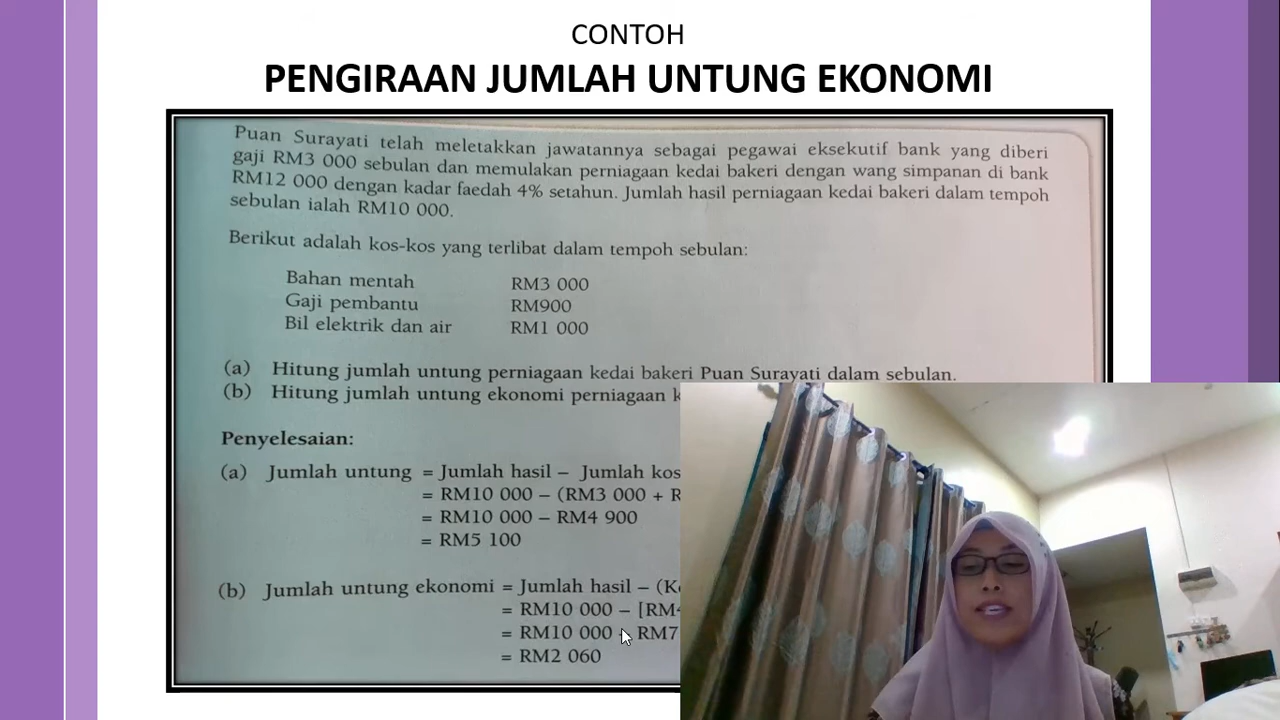 CONTOH
PENGIRAAN JUMLAH UNTUNG EKONOMI
Puan Surayati telah meletakkan jawatannya sebagai pegawai eksekutif bank yang diberi
gaji RM3 000 sebulan dan memulakan perniagaan kedai bakeri dengan wang simpanan di bank
RM12 000 dengan kadar faedah 4% setahun. Jumlah hasil perniagaan kedai bakeri dalam tempoh
sebulan ialah RM10 000.
Berikut adalah kos-kos yang terlibat dalam tempoh sebulan:
Bahan mentah RM3 000
Gaji pembantu RM900
Bil elektrik dan air RM1 000
(a) Hitung jumlah untung perniagaan kedai bakeri Puan Surayati dalam sebulan.
(b) Hitung jumlah untung ekonomi perniagaan k
Penyelesaian:
(a) Jumlah untung = Jumlah hasil – Jumlah kos
= RM10 000 – (RM3 000 + R
= RM10 000 – RM4 900
= RM5 100
(b) Jumlah untung ekonomi = Jumlah hasil – (K
= RM10 000 – [RM
= RM10 000 – RM7
= RM2 060